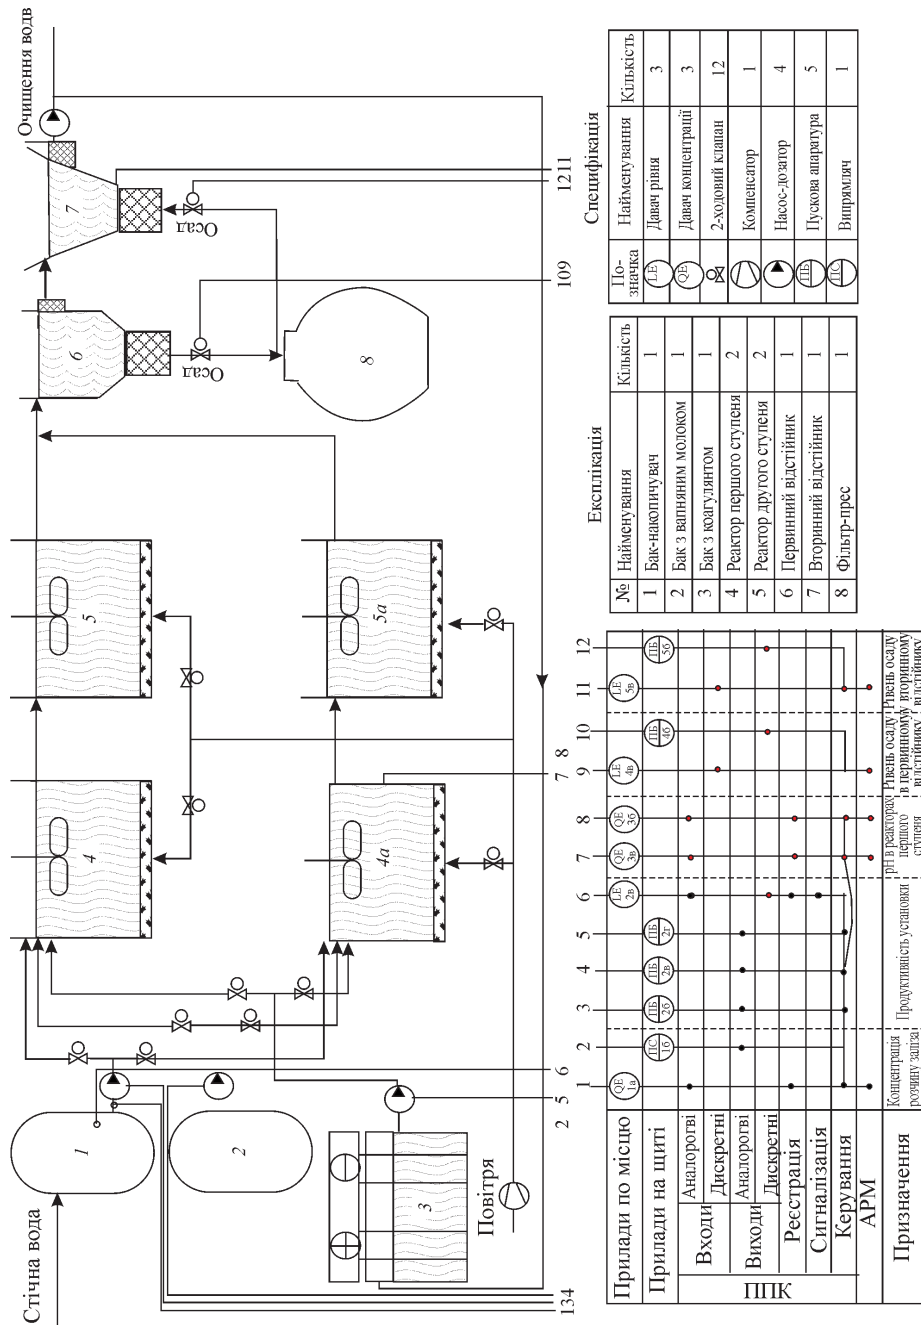 Стічна вода
Очищення водв
1
2
3
4
4а
5
5а
6
7
8
Осад
Осад
Повітря
134
2
5
6
7
8
109
1211
Специфікація
По-
значка
Найменування
Кількість
LE
Давач рівня
3
QE
Давач концентрації
3
2-ходовий клапан
12
Компенсатор
1
Насос-дозатор
4
ПБ
Пускова апаратура
5
ПС
Випрямляч
1
Експлікація
№
Найменування
Кількість
1
Бак-накопичувач
1
2
Бак з вапняним молоком
1
3
Бак з коагулянтом
1
4
Реактор першого ступеня
2
5
Реактор другого ступеня
2
6
Первинний відстійник
1
7
Вторинний відстійник
1
8
Фільтр-прес
1
1
2
3
4
5
6
7
8
9
10
11
12
Прилади по місцю
QE
1а
LE
2в
QE
3в
QE
3б
LE
4в
LE
5в
Прилади на щиті
ПС
1б
ПБ
2б
ПБ
2в
ПБ
2г
ПБ
4б
ПБ
5б
ППК
Входи
Аналорогві
Дискретні
Виходи
Аналорогві
Дискретні
Реєстрація
Сигналізація
Керування
АРМ
Призначення
Концентрація
розчину заліза
Продуктивність установки
pH в реакторах
першого
ступеня
Рівень осаду
в первинному
відстійнику
Рівень осаду
у вторинному
відстійнику